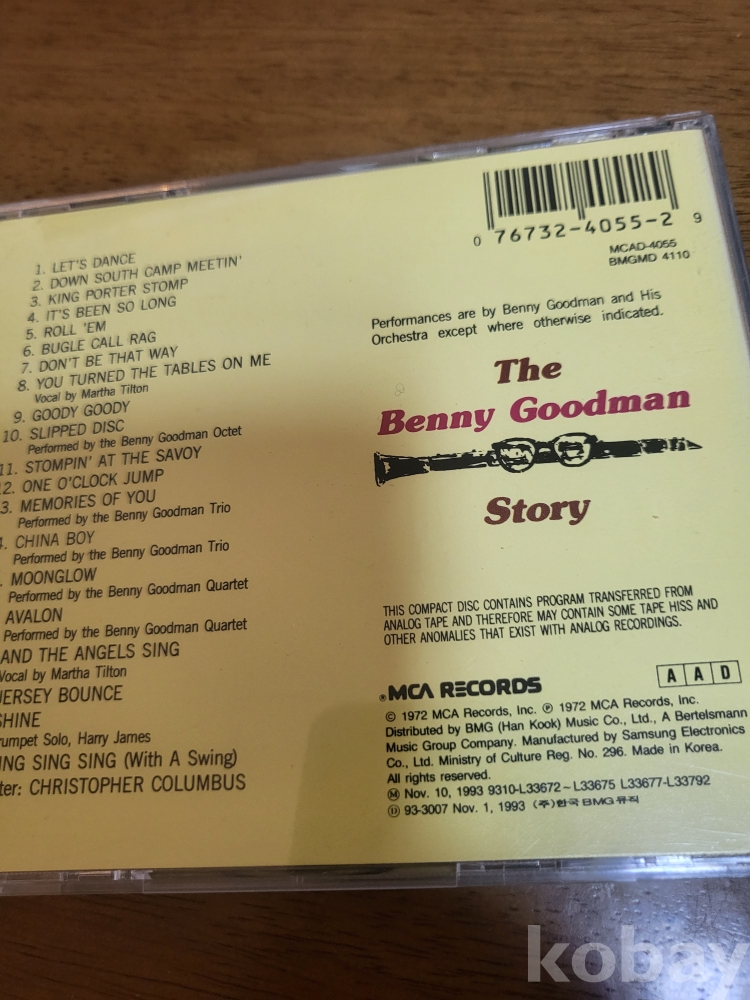 1. LET'S DANCE
2. DOWN SOUTH CAMP MEETIN'
3. KING PORTER STOMP
4. IT'S BEEN SO LONG
5. ROLL 'EM
6. BUGLE CALL RAG
7. DON'T BE THAT WAY
8. YOU TURNED THE TABLES ON ME
Vocal by Martha Tilton
9. GOODY GOODY
10. SLIPPED DISC
Performed by the Benny Goodman Octet
11. STOMPIN' AT THE SAVOY
12. ONE O'CLOCK JUMP
3. MEMORIES OF YOU
Performed by the Benny Goodman Trio
4. CHINA BOY
Performed by the Benny Goodman Trio
. MOONGLOW
Performed by the Benny Goodman Quartet
AVALON
Performed by the Benny Goodman Quartet
AND THE ANGELS SING
Vocal by Martha Tilton
JERSEY BOUNCE
SHINE
rumpet Solo, Harry James
ING SING SING (With A Swing)
ter: CHRISTOPHER COLUMBUS
0 76732-4055-2 9
MCAD-4055
BMGMD 4110
Performances are by Benny Goodman and His
Orchestra except where otherwise indicated.
The
Benny Goodman
Story
THIS COMPACT DISC CONTAINS PROGRAM TRANSFERRED FROM
ANALOG TAPE AND THEREFORE MAY CONTAIN SOME TAPE HISS AND
OTHER ANOMALIES THAT EXIST WITH ANALOG RECORDINGS.
MCA RECORDS
A A D
© 1972 MCA Records, Inc. ℗ 1972 MCA Records, Inc.
Distributed by BMG (Han Kook) Music Co., Ltd., A Bertelsmann
Music Group Company. Manufactured by Samsung Electronics
Co., Ltd. Ministry of Culture Reg. No. 296. Made in Korea.
All rights reserved.
Ⓜ Nov. 10, 1993 9310-L33672~L33675 L33677-L33792
Ⓓ 93-3007 Nov. 1, 1993 (주)한국BMG뮤직
kobay